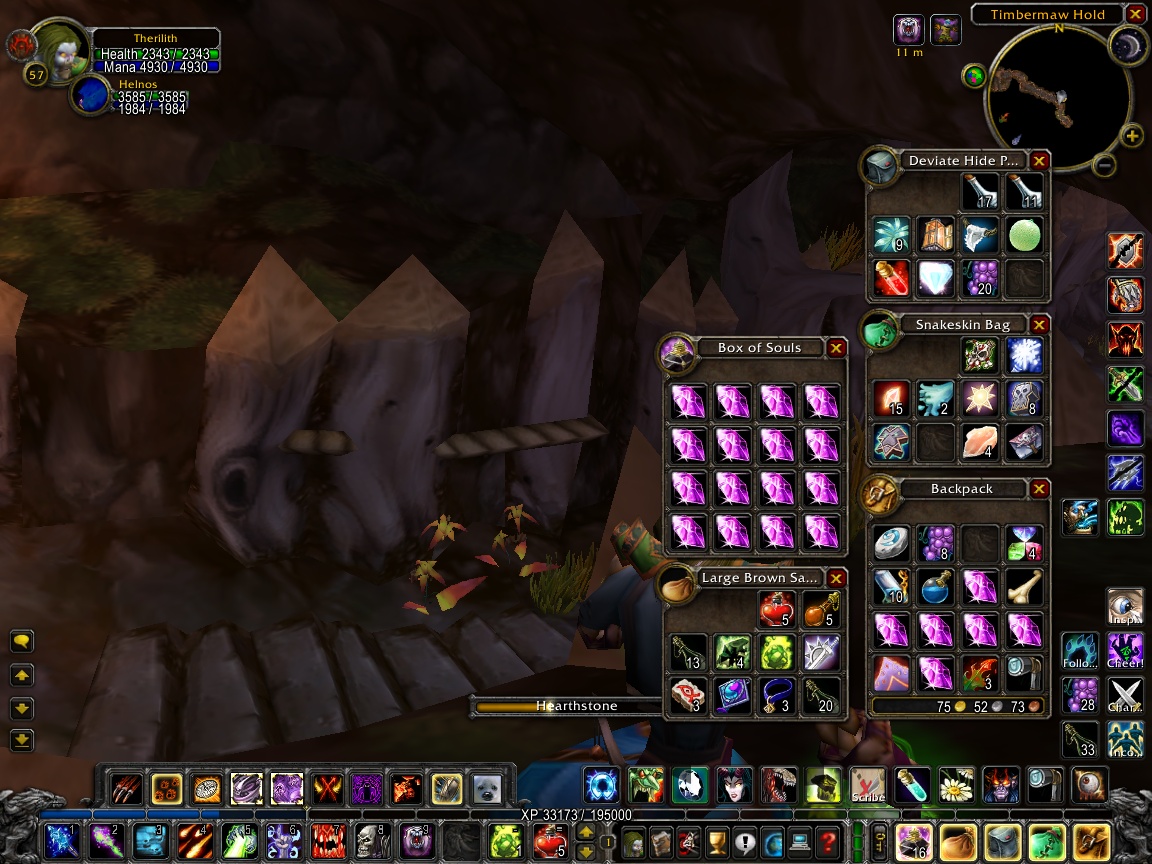 Therilith
Health 2343 / 2343
Mana 4930 / 4930
57
Helnos
3585 / 3585
1984 / 1984
11 m
Timbermaw Hold
N
Deviate Hide P...
17
11
9
20
Snakeskin Bag
15
2
8
4
Box of Souls
Backpack
8
4
10
3
75 52 73
Large Brown Sa...
5
5
13
4
3
3
20
Hearthstone
Follo...
Cheer!
28
33
Scribe
XP 33173 / 195000
1
2
3
4
5
6
7
8
9
5
1
16